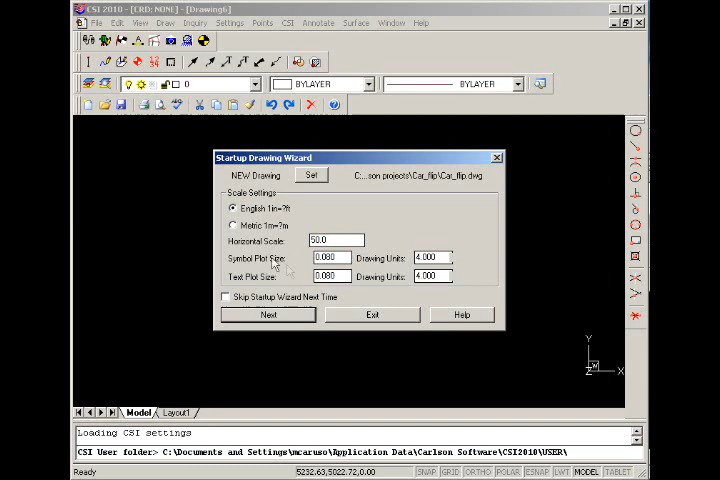 CSI 2010 - [CRD: NONE] - [Drawing6]
File Edit View Draw Inquiry Settings Points CSI Annotate Survey Window Help
0 BYLAYER BYLAYER
Startup Drawing Wizard
NEW Drawing Set C:...son projects\Car_flip\Car_flip.dwg
Scale Settings
English 1in=?ft
Metric 1m=?m
Horizontal Scale: 50.0
Symbol Plot Size: 0.080 Drawing Units: 4.000
Text Plot Size: 0.080 Drawing Units: 4.000
Skip Startup Wizard Next Time
Next Exit Help
Y
W
Z X
Model Layout1
Loading CSI settings
CSI User folder> C:\Documents and Settings\mcaruso\Application Data\Carlson Software\CSI2010\USER\
Ready 5232.63,5022.72,0.00 SNAP GRID ORTHO POLAR ESNAP LWT MODEL TABLET